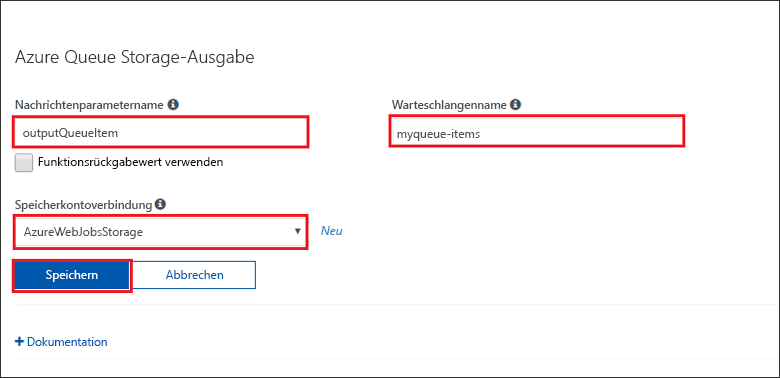 Azure Queue Storage-Ausgabe
Nachrichtenparametername
Warteschlangenname
outputQueueItem
myqueue-items
Funktionsrückgabewert verwenden
Speicherkontoverbindung
AzureWebJobsStorage
Neu
Speichern
Abbrechen
+ Dokumentation